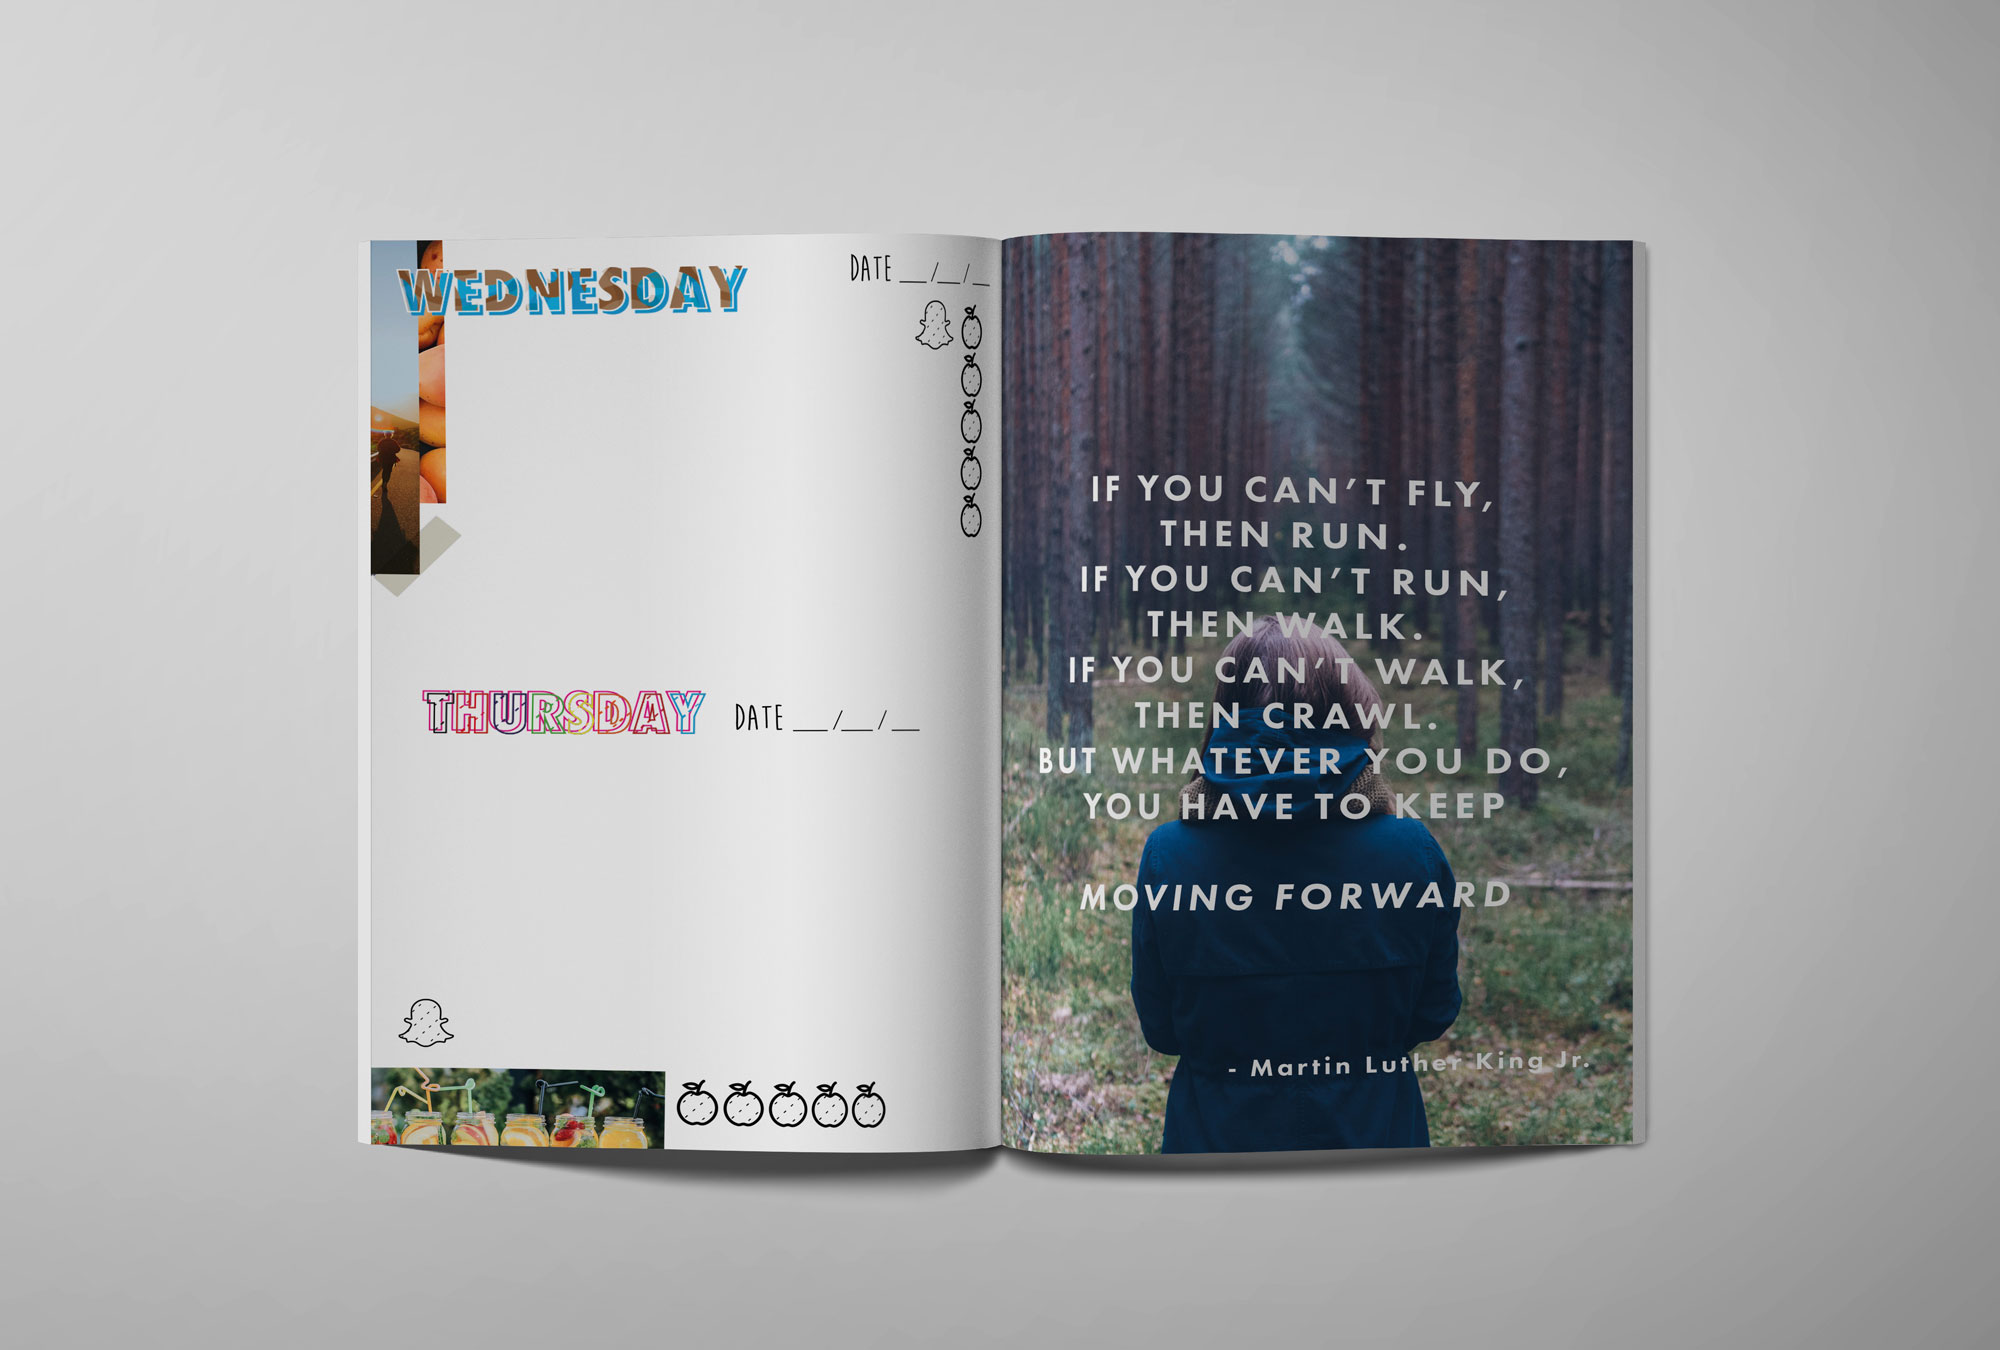 WEDNESDAY
DATE __/__/__
THURSDAY
DATE __/__/__
IF YOU CAN'T FLY,
THEN RUN.
IF YOU CAN'T RUN,
THEN WALK.
IF YOU CAN'T WALK,
THEN CRAWL.
BUT WHATEVER YOU DO,
YOU HAVE TO KEEP
MOVING FORWARD
- Martin Luther King Jr.